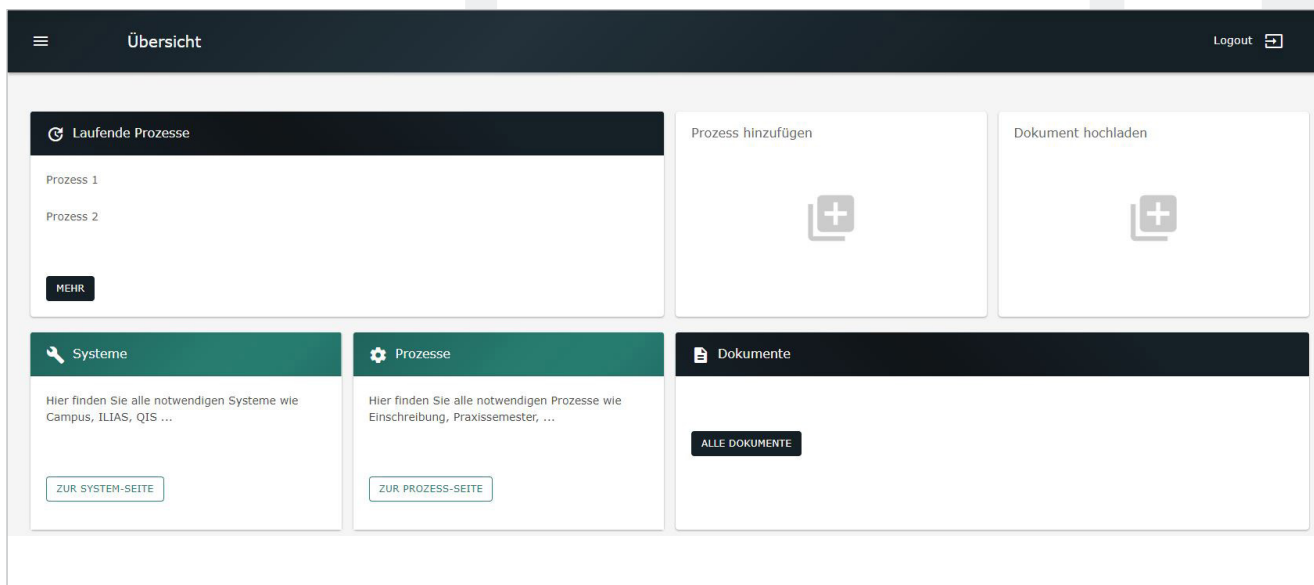 Übersicht
Logout
Laufende Prozesse
Prozess 1
Prozess 2
MEHR
Prozess hinzufügen
Dokument hochladen
Systeme
Hier finden Sie alle notwendigen Systeme wie
Campus, ILIAS, QIS ...
ZUR SYSTEM-SEITE
Prozesse
Hier finden Sie alle notwendigen Prozesse wie
Einschreibung, Praxissemester, ...
ZUR PROZESS-SEITE
Dokumente
ALLE DOKUMENTE